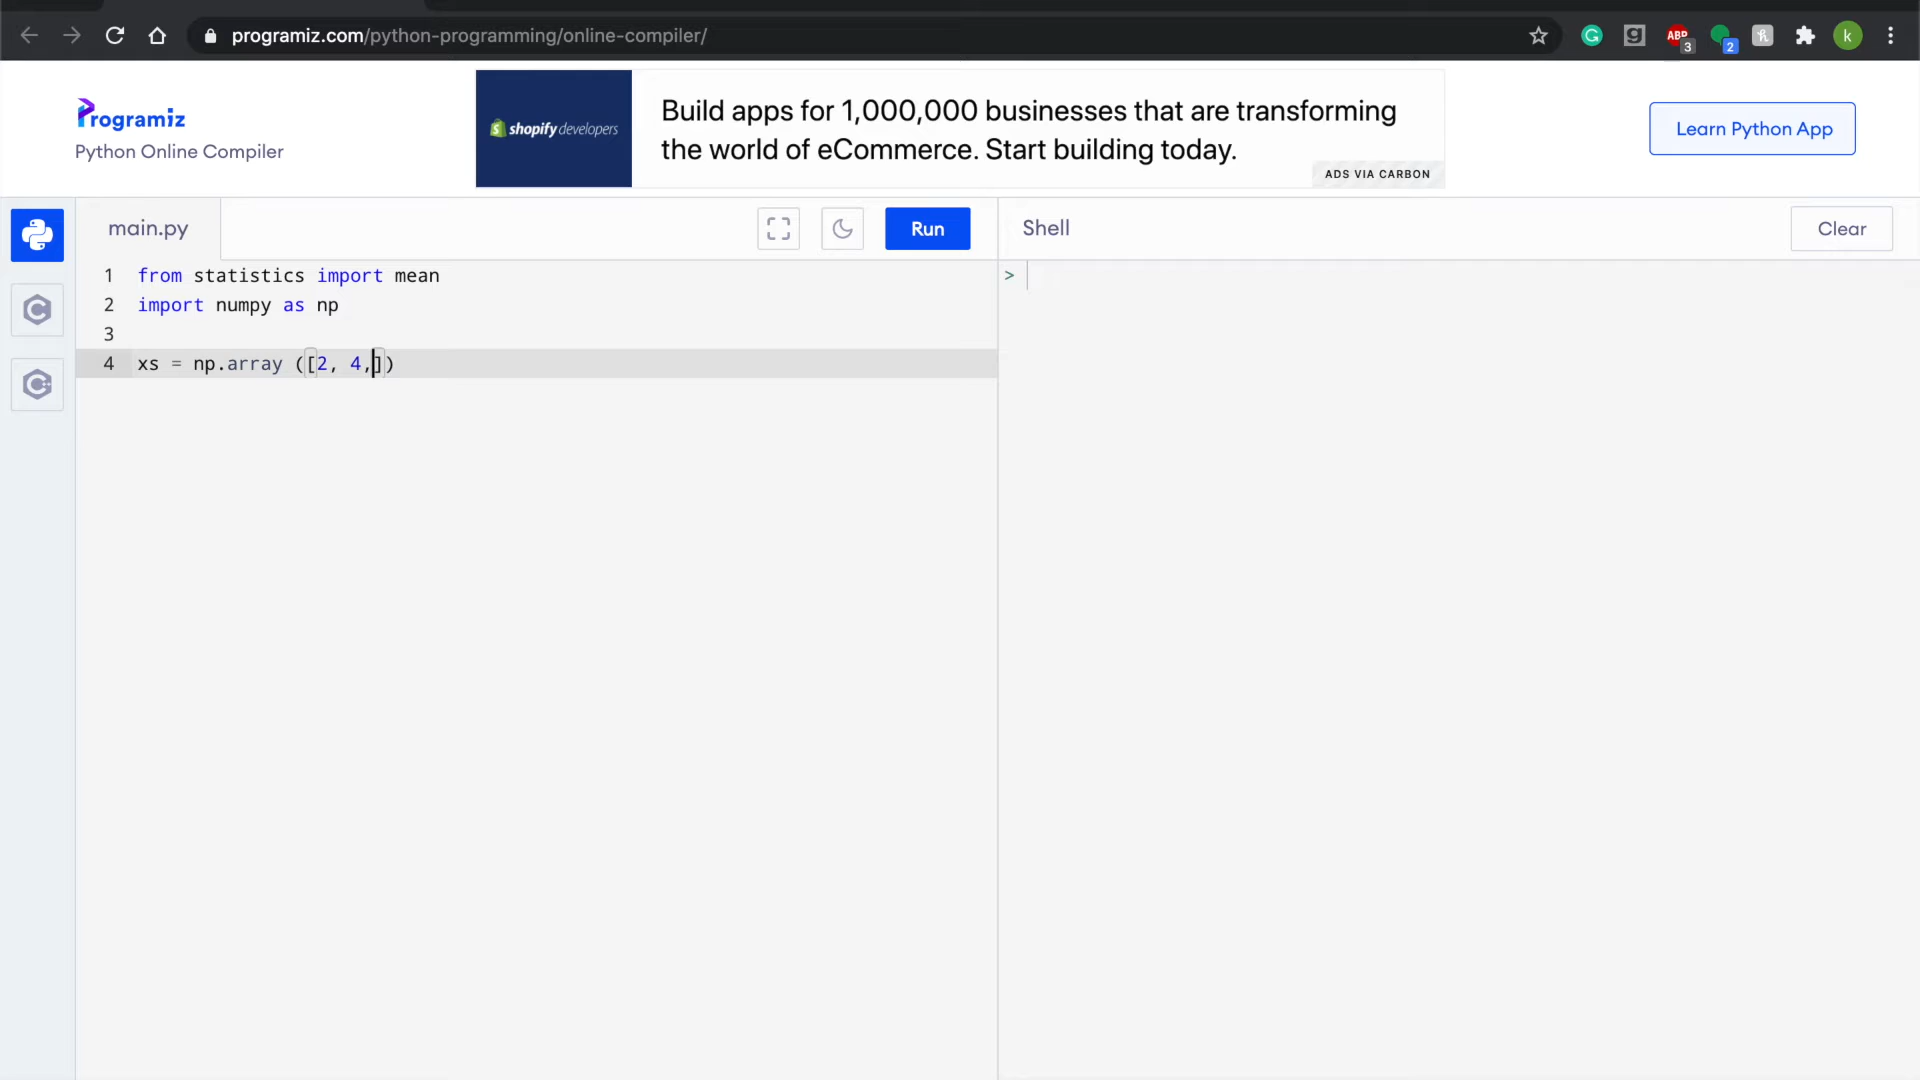 programiz.com/python-programming/online-compiler/
ABP
3
2
k
Programiz
Python Online Compiler
shopify developers
Build apps for 1,000,000 businesses that are transforming
the world of eCommerce. Start building today.
ADS VIA CARBON
Learn Python App
main.py
Run
Shell
Clear
1 from statistics import mean
2 import numpy as np
3
4 xs = np.array ([2, 4,])
>